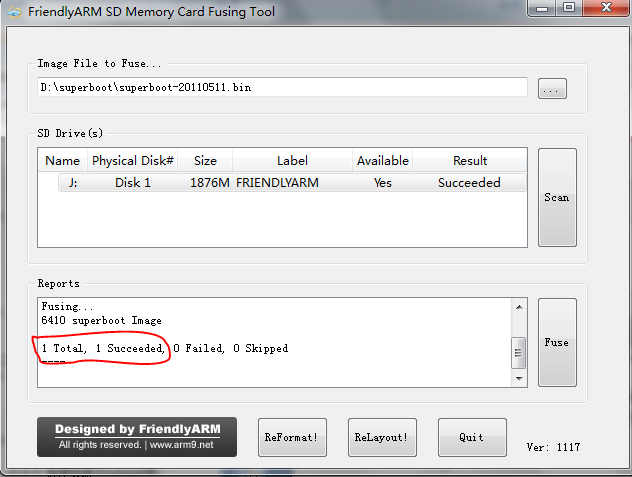 FriendlyARM SD Memory Card Fusing Tool
Image File to Fuse...
D:\superboot\superboot-20110511.bin
...
SD Drive(s)
Name Physical Disk# Size Label Available Result
J: Disk 1 1876M FRIENDLYARM Yes Succeeded
Scan
Reports
Fusing...
6410 superboot Image
1 Total, 1 Succeeded, 0 Failed, 0 Skipped
----
Fuse
Designed by FriendlyARM
All rights reserved. | www.arm9.net
ReFormat!
ReLayout!
Quit
Ver: 1117